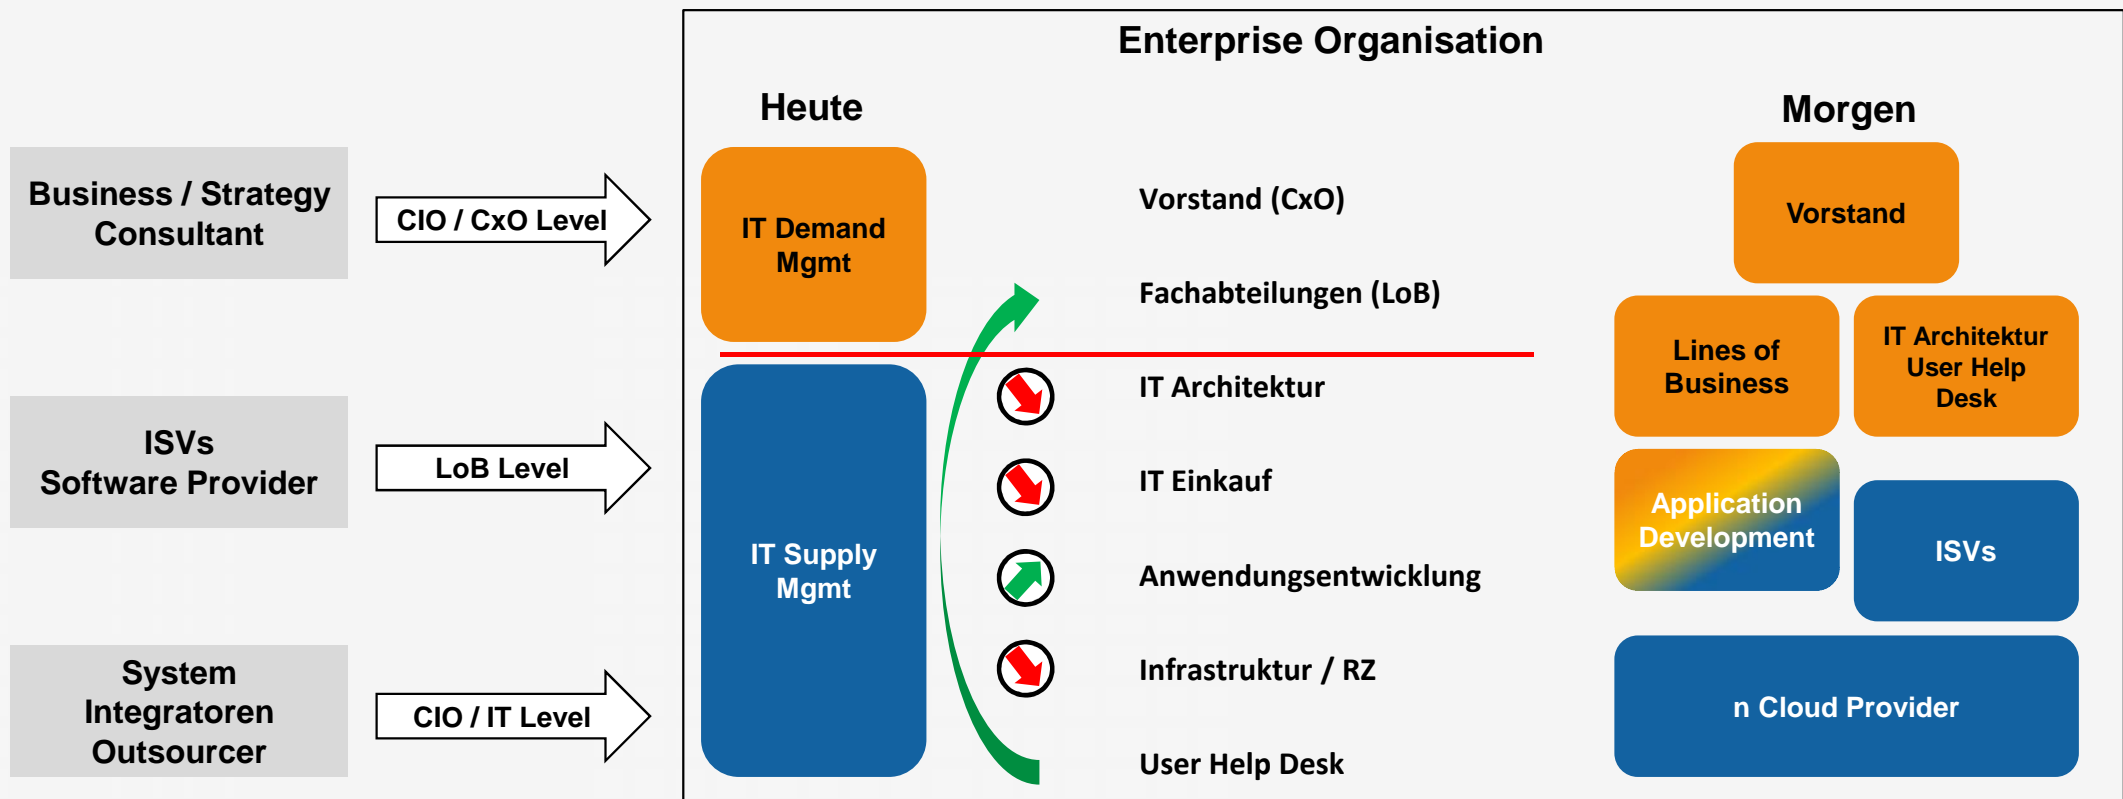 Enterprise Organisation
Heute
Morgen
Business / Strategy
Consultant
CIO / CxO Level
IT Demand
Mgmt
Vorstand (CxO)
Fachabteilungen (LoB)
Vorstand
Lines of
Business
IT Architektur
User Help
Desk
ISVs
Software Provider
LoB Level
IT Supply
Mgmt
IT Architektur
IT Einkauf
Anwendungsentwicklung
Infrastruktur / RZ
User Help Desk
Application
Development
ISVs
System
Integratoren
Outsourcer
CIO / IT Level
n Cloud Provider